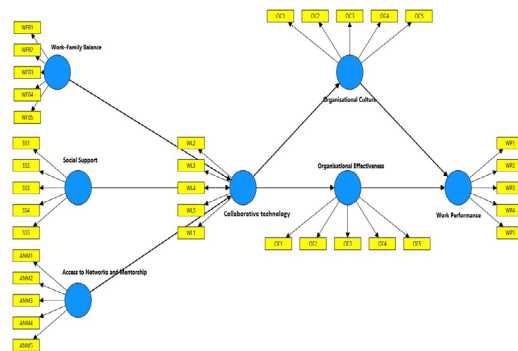 WFB1
WFB2
WFB3
WFB4
WFB5
Work-Family Balance
SS1
SS2
SS3
SS4
SS5
Social Support
ANM1
ANM2
ANM3
ANM4
ANM5
Access to Networks and Mentorship
WL2
WL3
WL4
WL5
WL1
Collaborative technology
OC1
OC2
OC3
OC4
OC5
Organisational Culture
Organisational Effectiveness
OE1
OE2
OE3
OE4
OE5
WP1
WP2
WP3
WP4
WP5
Work Performance